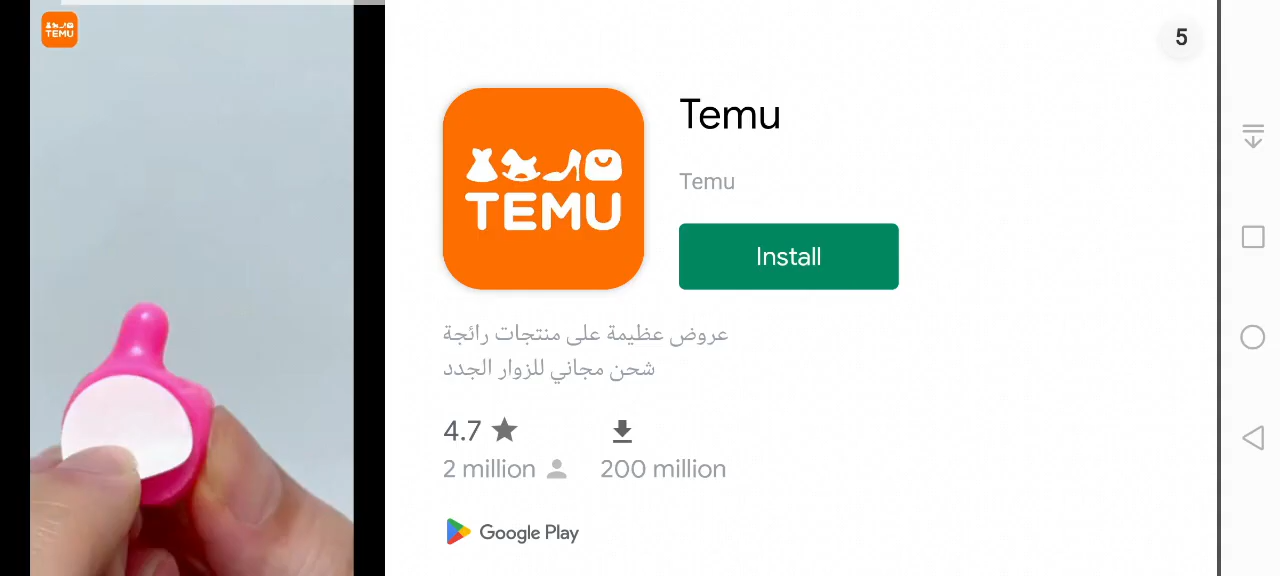 TEMU
5
TEMU
Temu
Temu
Install
عروض عظيمة على منتجات رائجة
شحن مجاني للزوار الجدد
4.7
2 million
200 million
Google Play